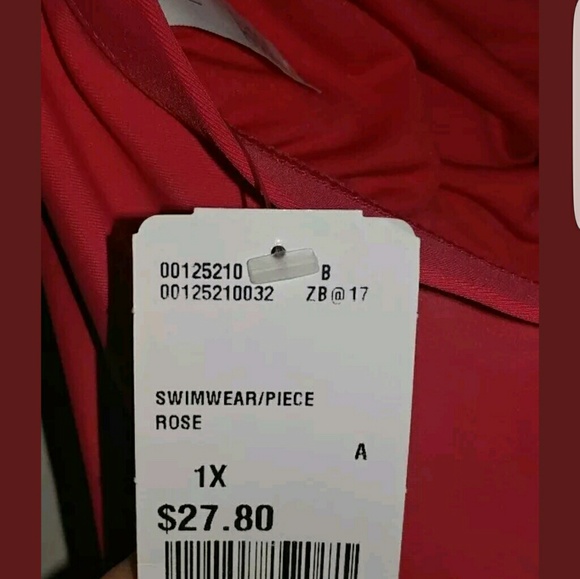 00125210 B
00125210032 ZB@17
SWIMWEAR/PIECE
ROSE
A
1X
$27.80